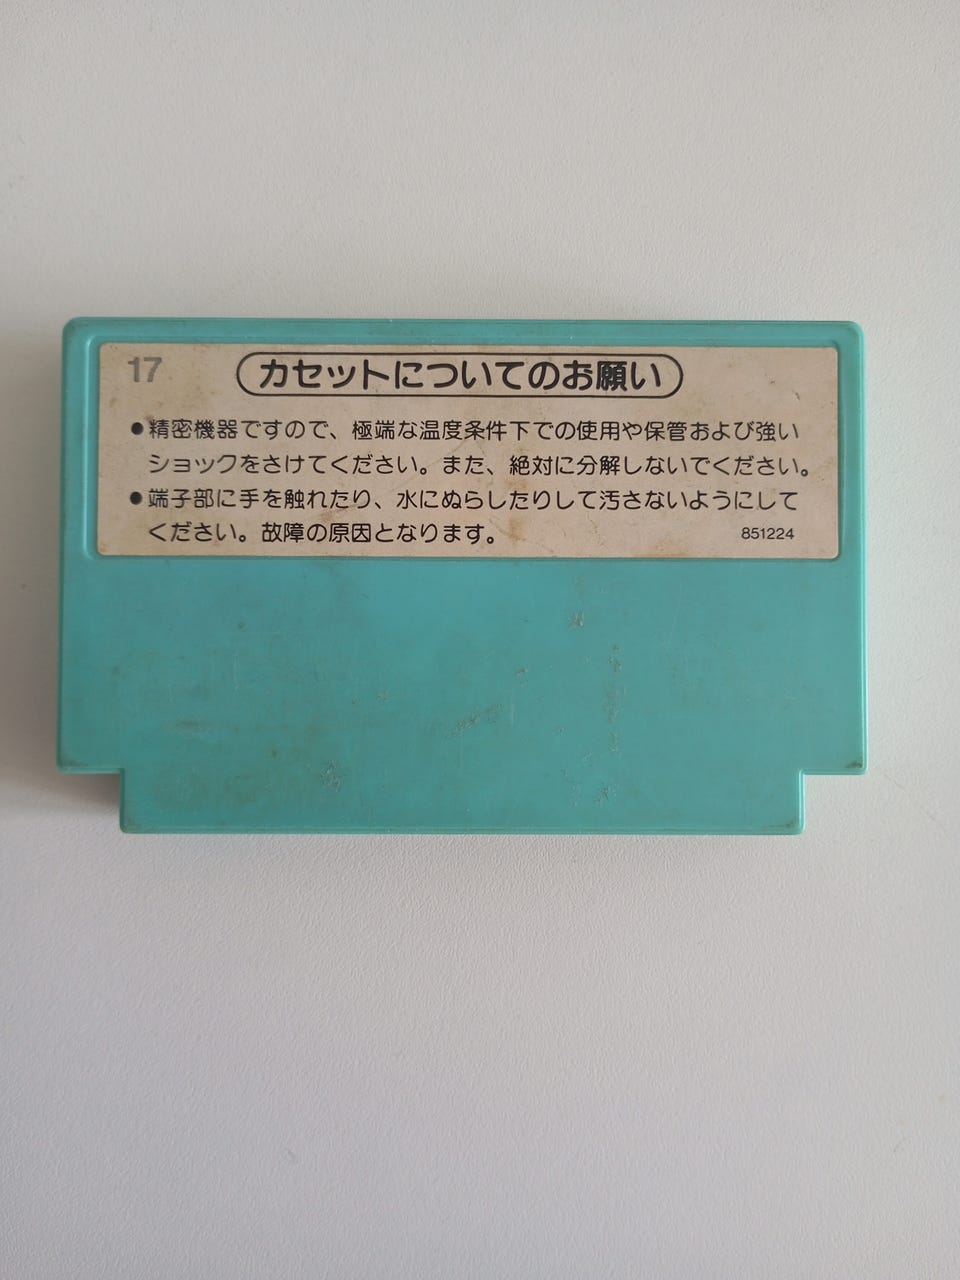 17
カセットについてのお願い
●精密機器ですので、極端な温度条件下での使用や保管および強い
ショックをさけてください。また、絶対に分解しないでください。
●端子部に手を触れたり、水にぬらしたりして汚さないようにして
ください。故障の原因となります。
851224